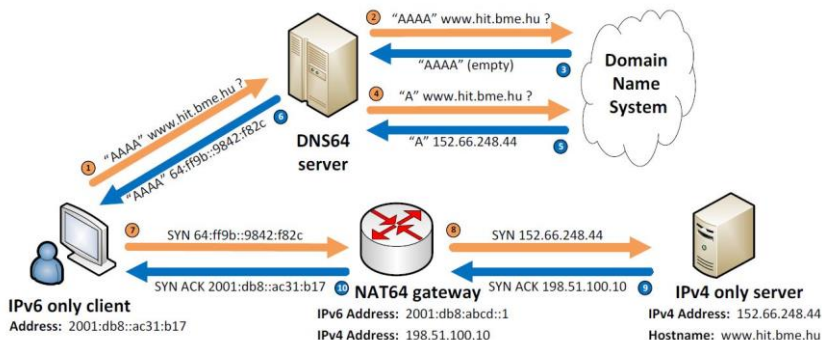 2 "AAAA" www.hit.bme.hu ?
"AAAA" (empty) 3
4 "A" www.hit.bme.hu ?
"A" 152.66.248.44 5
Domain
Name
System
DNS64
server
1 "AAAA" www.hit.bme.hu ?
6 "AAAA" 64:ff9b::9842:f82c
7 SYN 64:ff9b::9842:f82c
SYN ACK 2001:db8::ac31:b17 10
8 SYN 152.66.248.44
SYN ACK 198.51.100.10 9
IPv6 only client
Address: 2001:db8::ac31:b17
NAT64 gateway
IPv6 Address: 2001:db8:abcd::1
IPv4 Address: 198.51.100.10
IPv4 only server
IPv4 Address: 152.66.248.44
Hostname: www.hit.bme.hu